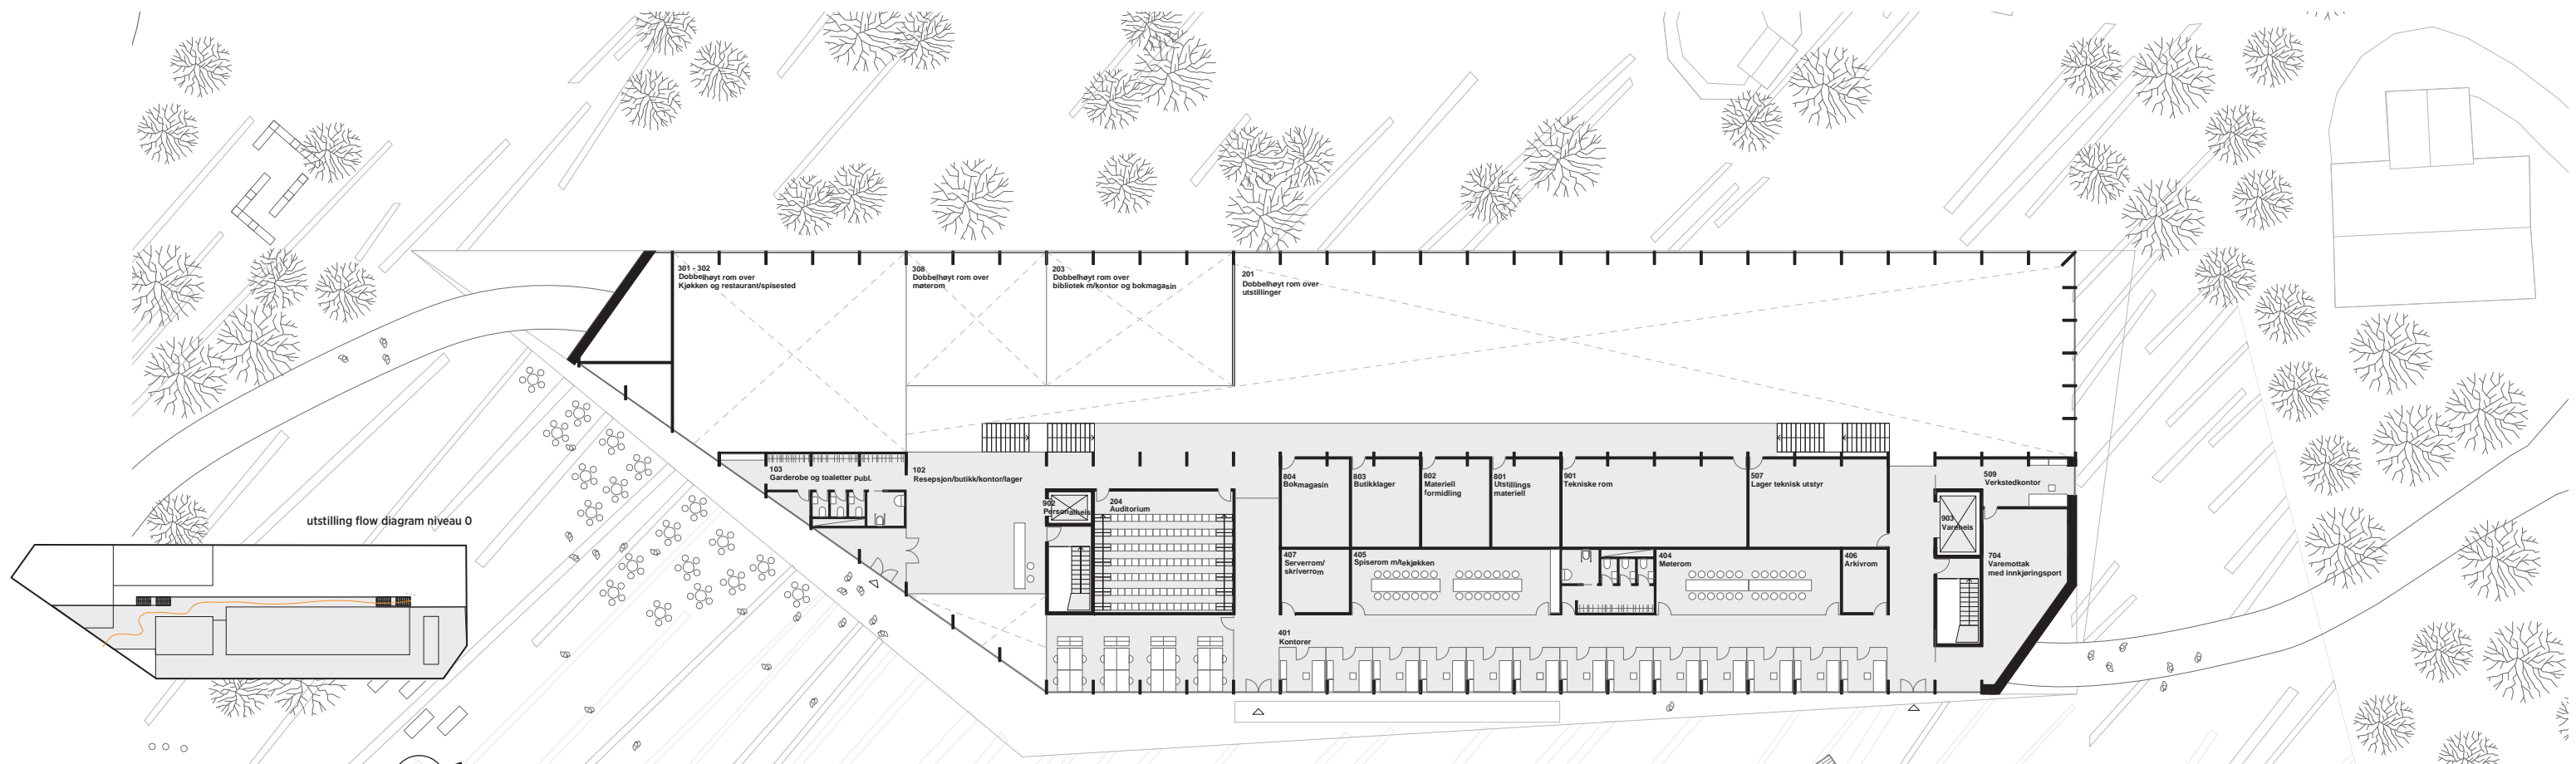 301 - 302
Dobbelhøyt rom over
Kjøkken og restaurant/spisested
308
Dobbelhøyt rom over
møterom
203
Dobbelhøyt rom over
bibliotek m/kontor og bokmagasin
201
Dobbelhøyt rom over
utstillinger
103
Garderobe og toaletter publ.
102
Resepsjon/butikk/kontor/lager
902
Personalheis
204
Auditorium
804
Bokmagasin
803
Butikklager
802
Materiell
formidling
801
Utstillings
materiell
901
Tekniske rom
507
Lager teknisk utstyr
509
Verkstedkontor
903
Vareheis
407
Serverrom/
skriverrom
405
Spiserom m/tekjøkken
404
Møterom
406
Arkivrom
704
Varemottak
med innkjøringsport
401
Kontorer
utstilling flow diagram niveau 0